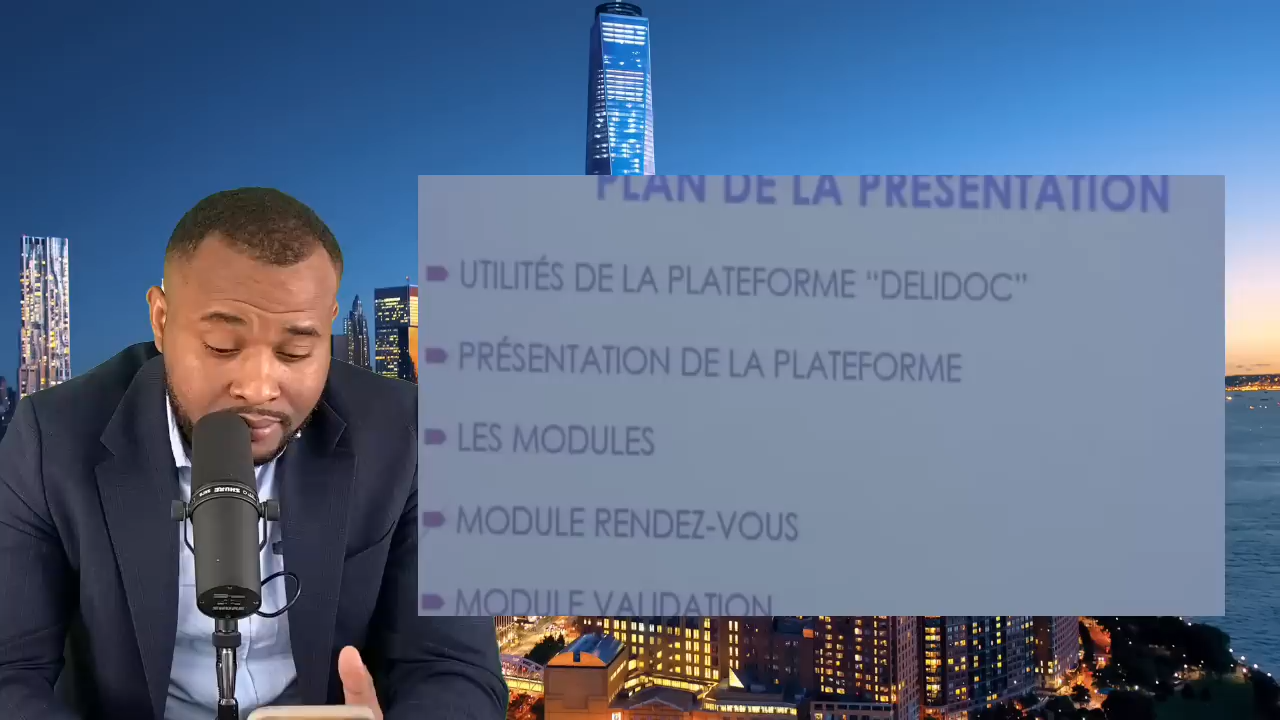 PLAN DE LA PRÉSENTATION
UTILITÉS DE LA PLATEFORME “DELIDOC”
PRÉSENTATION DE LA PLATEFORME
LES MODULES
MODULE RENDEZ-VOUS
MODULE VALIDATION
SHURE